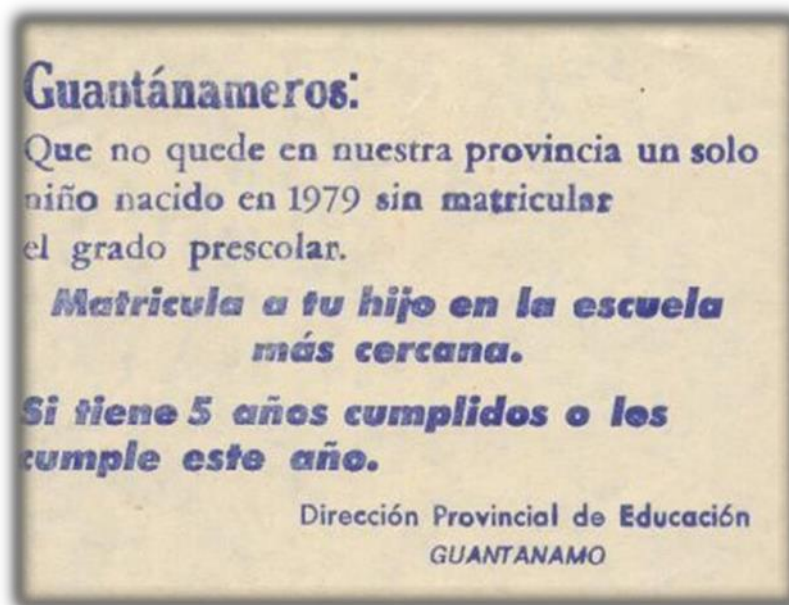 Guantánameros:
Que no quede en nuestra provincia un solo
niño nacido en 1979 sin matricular
el grado prescolar.
Matricula a tu hijo en la escuela
más cercana.
Si tiene 5 años cumplidos o los
cumple este año.
Dirección Provincial de Educación
GUANTANAMO